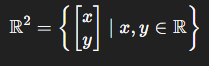 ℝ² = { [x y] | x, y ∈ ℝ }